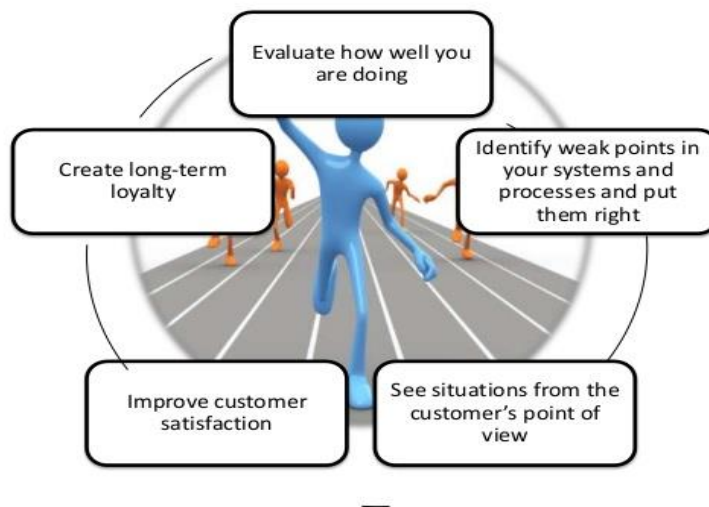 Evaluate how well you
are doing
Identify weak points in
your systems and
processes and put
them right
See situations from the
customer’s point of
view
Improve customer
satisfaction
Create long-term
loyalty